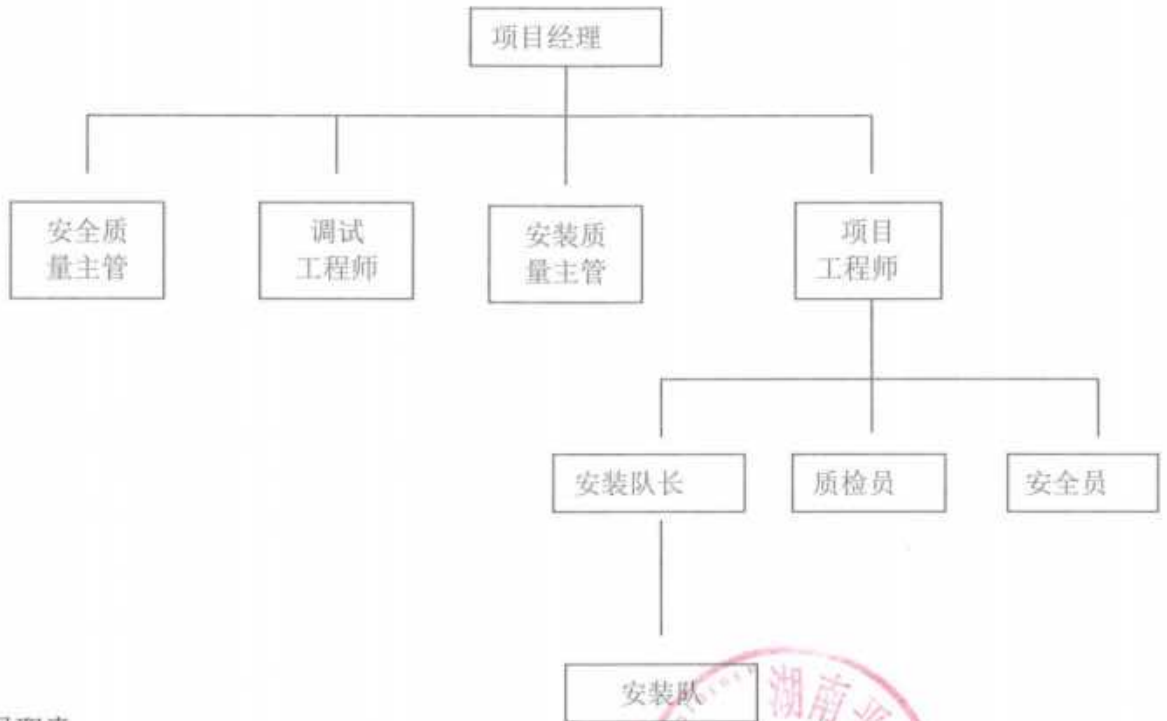 项目经理
安全质
量主管
调试
工程师
安装质
量主管
项目
工程师
安装队长
质检员
安全员
安装队
湖南